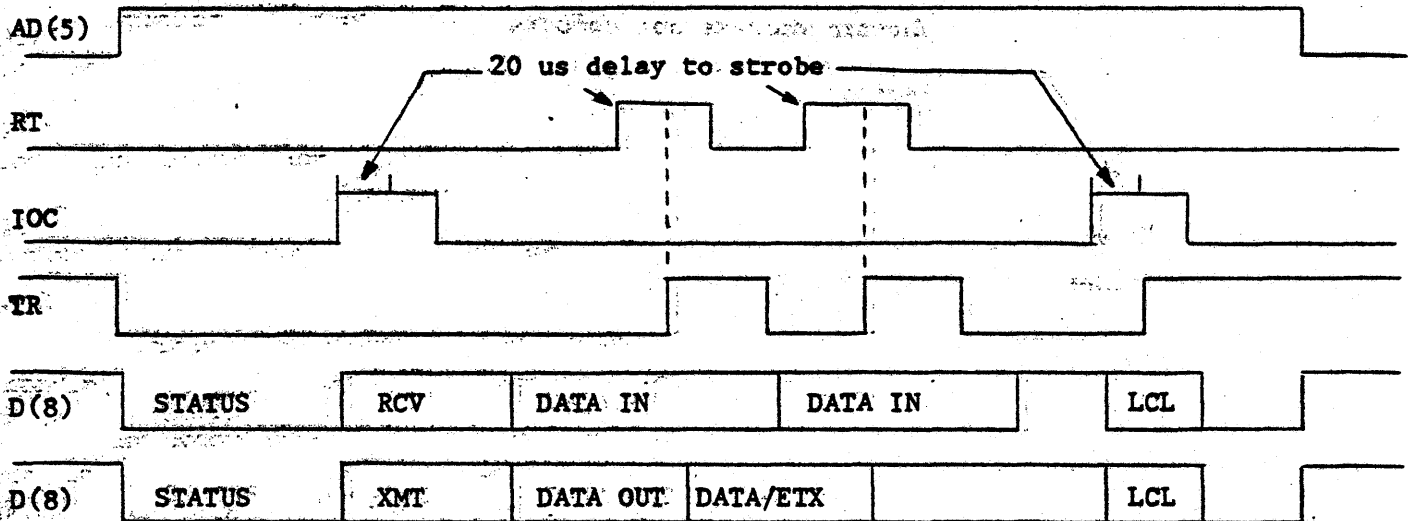 AD(5)
20 us delay to strobe
RT
IOC
TR
D(8) STATUS RCV DATA IN DATA IN LCL
D(8) STATUS XMT DATA OUT DATA/ETX LCL